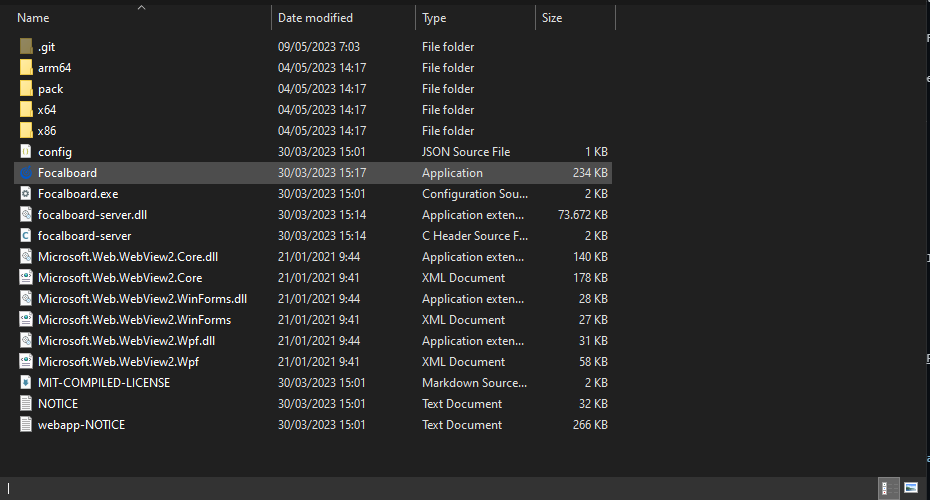 Name Date modified Type Size
.git 09/05/2023 7:03 File folder
arm64 04/05/2023 14:17 File folder
pack 04/05/2023 14:17 File folder
x64 04/05/2023 14:17 File folder
x86 04/05/2023 14:17 File folder
config 30/03/2023 15:01 JSON Source File 1 KB
Focalboard 30/03/2023 15:17 Application 234 KB
Focalboard.exe 30/03/2023 15:01 Configuration Sou... 2 KB
focalboard-server.dll 30/03/2023 15:14 Application exten... 73.672 KB
focalboard-server 30/03/2023 15:14 C Header Source F... 2 KB
Microsoft.Web.WebView2.Core.dll 21/01/2021 9:44 Application exten... 140 KB
Microsoft.Web.WebView2.Core 21/01/2021 9:41 XML Document 178 KB
Microsoft.Web.WebView2.WinForms.dll 21/01/2021 9:44 Application exten... 28 KB
Microsoft.Web.WebView2.WinForms 21/01/2021 9:41 XML Document 27 KB
Microsoft.Web.WebView2.Wpf.dll 21/01/2021 9:44 Application exten... 31 KB
Microsoft.Web.WebView2.Wpf 21/01/2021 9:41 XML Document 58 KB
MIT-COMPILED-LICENSE 30/03/2023 15:01 Markdown Source... 2 KB
NOTICE 30/03/2023 15:01 Text Document 32 KB
webapp-NOTICE 30/03/2023 15:01 Text Document 266 KB